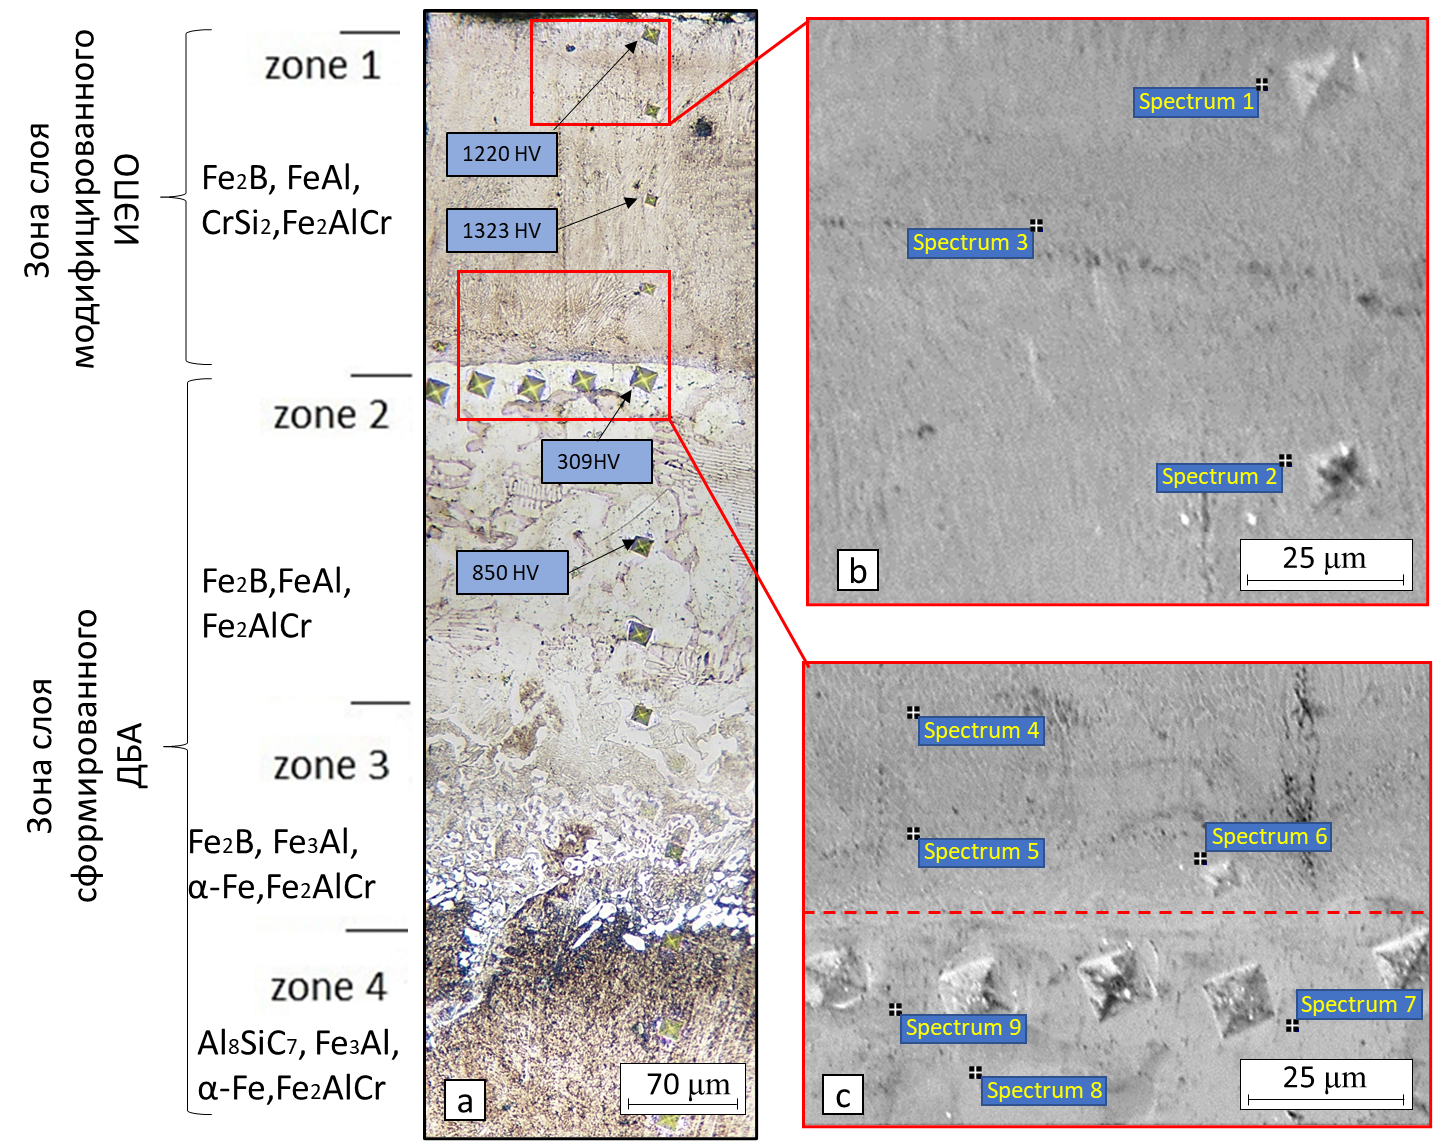 Зона слоя
модифицированного
ИЭПО
zone 1
Fe2B, FeAl,
CrSi2,Fe2AlCr
Зона слоя
сформированного
ДБА
zone 2
Fe2B,FeAl,
Fe2AlCr
zone 3
Fe2B, Fe3Al,
α-Fe,Fe2AlCr
zone 4
Al8SiC7, Fe3Al,
α-Fe,Fe2AlCr
1220 HV
1323 HV
309HV
850 HV
a
70 μm
Spectrum 1
Spectrum 3
Spectrum 2
b
25 μm
Spectrum 4
Spectrum 6
Spectrum 5
Spectrum 7
Spectrum 9
Spectrum 8
c
25 μm